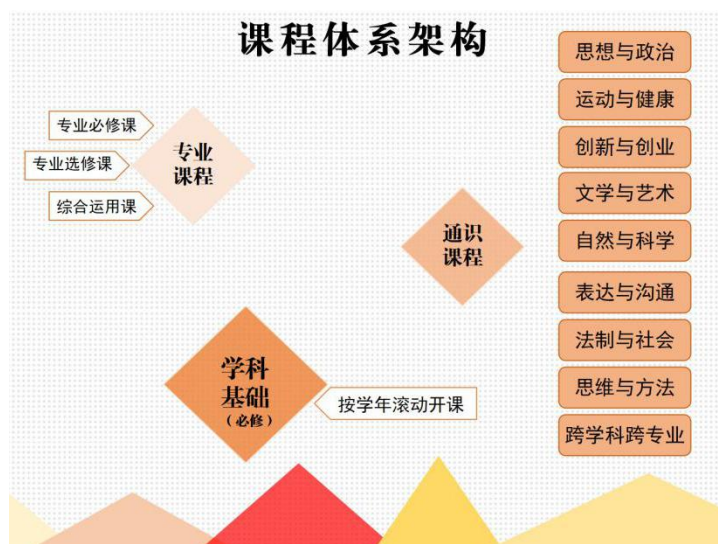 课程体系架构
专业必修课
专业选修课
综合运用课
专业
课程
通识
课程
学科
基础
（必修）
按学年滚动开课
思想与政治
运动与健康
创新与创业
文学与艺术
自然与科学
表达与沟通
法制与社会
思维与方法
跨学科跨专业